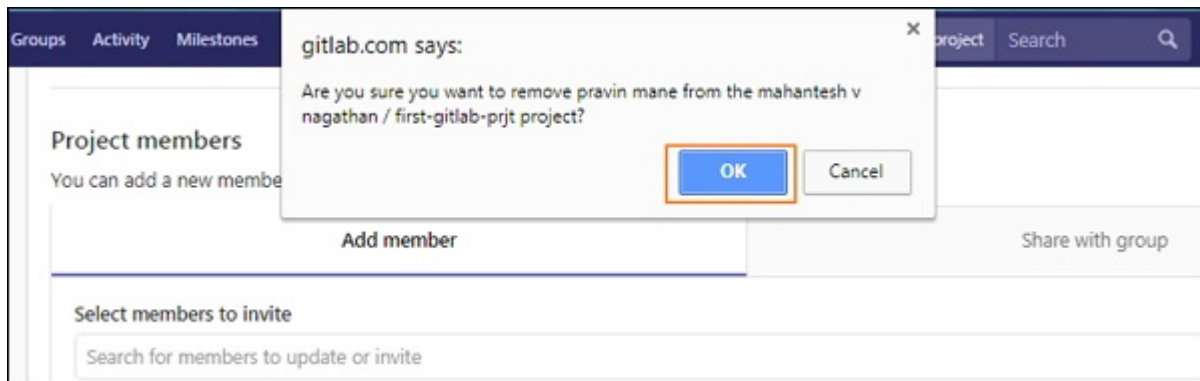 Groups Activity Milestones
project Search
gitlab.com says:
×
Are you sure you want to remove pravin mane from the mahantesh v
nagathan / first-gitlab-prjt project?
OK Cancel
Project members
You can add a new membe
Add member Share with group
Select members to invite
Search for members to update or invite